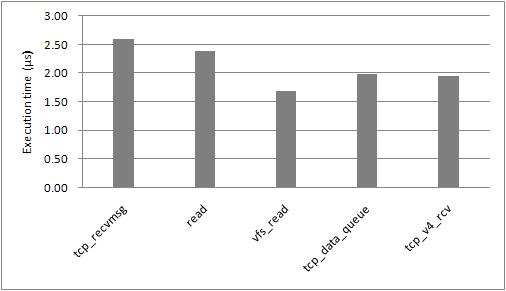 3.00
2.50
2.00
1.50
1.00
0.50
0.00
Execution time (µs)
tcp_recvmsg
read
vfs_read
tcp_data_queue
tcp_v4_rcv